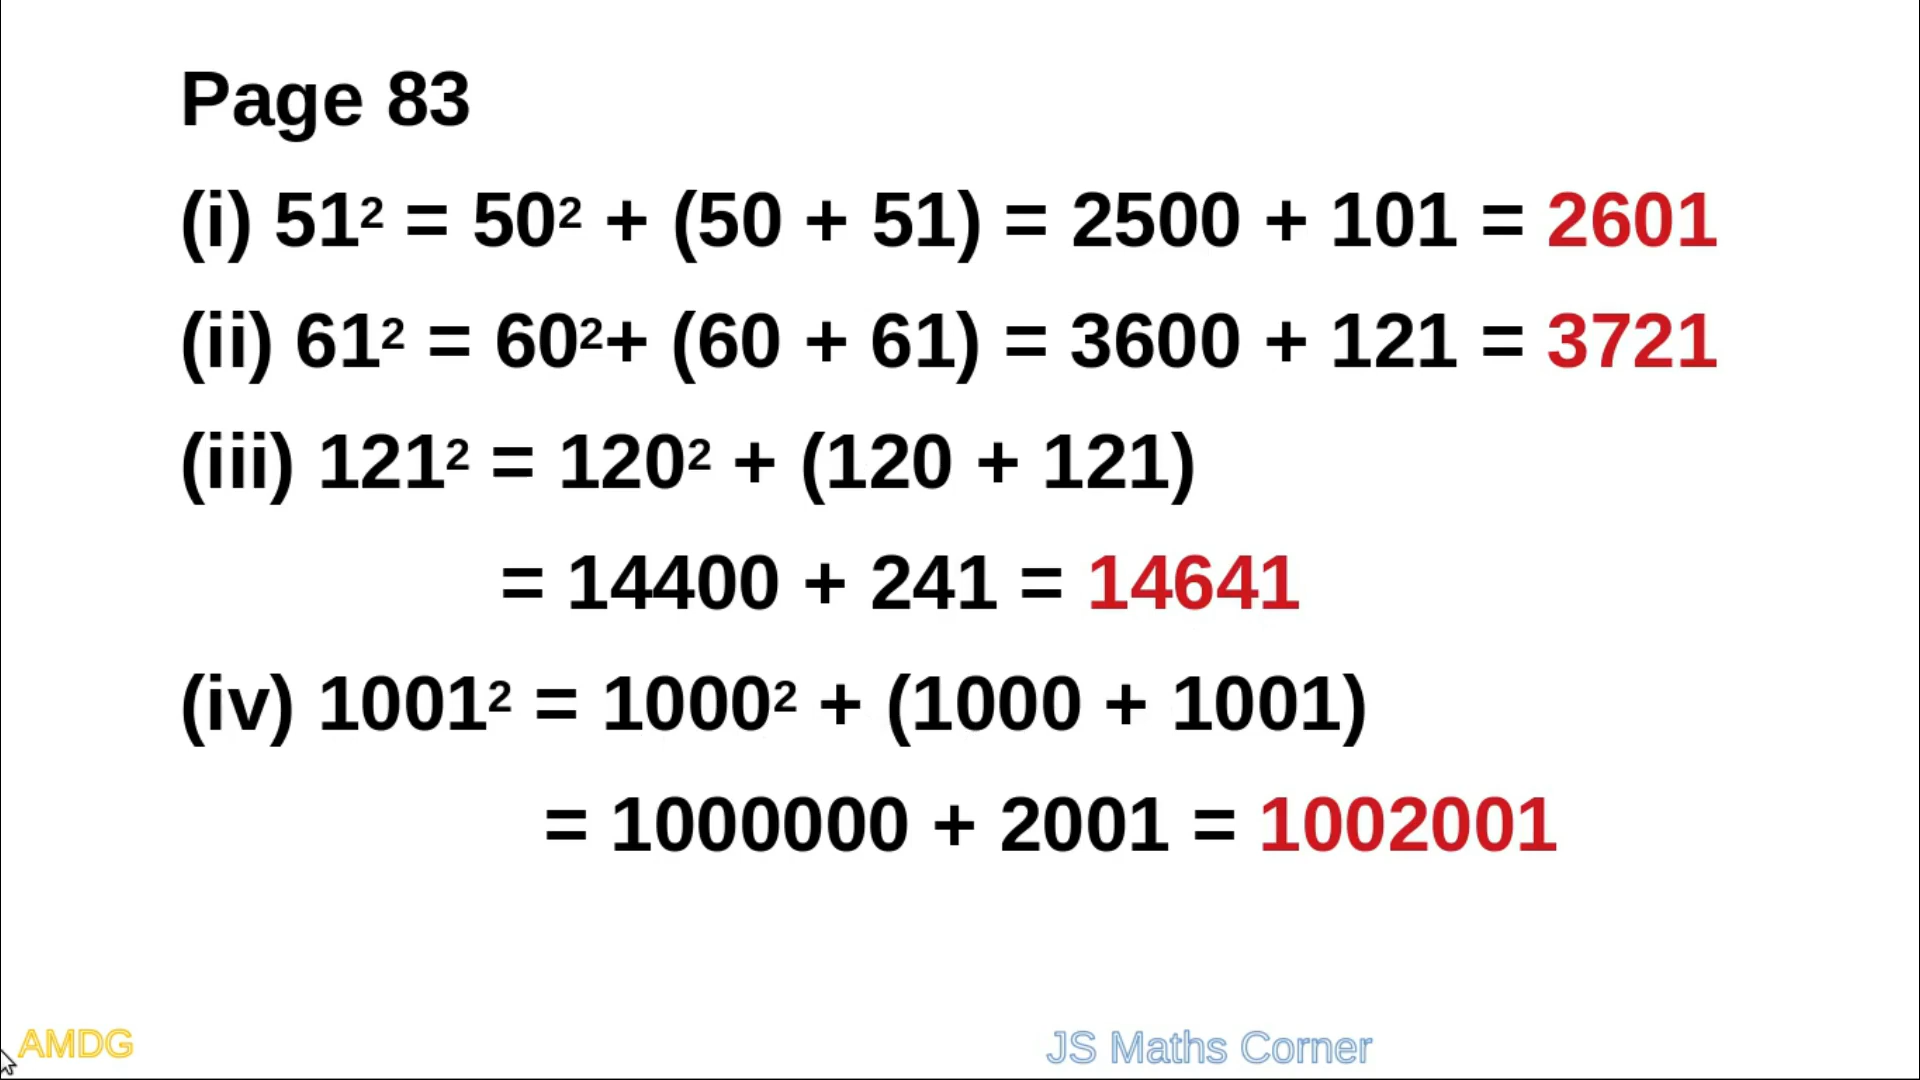 Page 83
(i) 51² = 50² + (50 + 51) = 2500 + 101 = 2601
(ii) 61² = 60²+ (60 + 61) = 3600 + 121 = 3721
(iii) 121² = 120² + (120 + 121)
= 14400 + 241 = 14641
(iv) 1001² = 1000² + (1000 + 1001)
= 1000000 + 2001 = 1002001
AMDG
JS Maths Corner